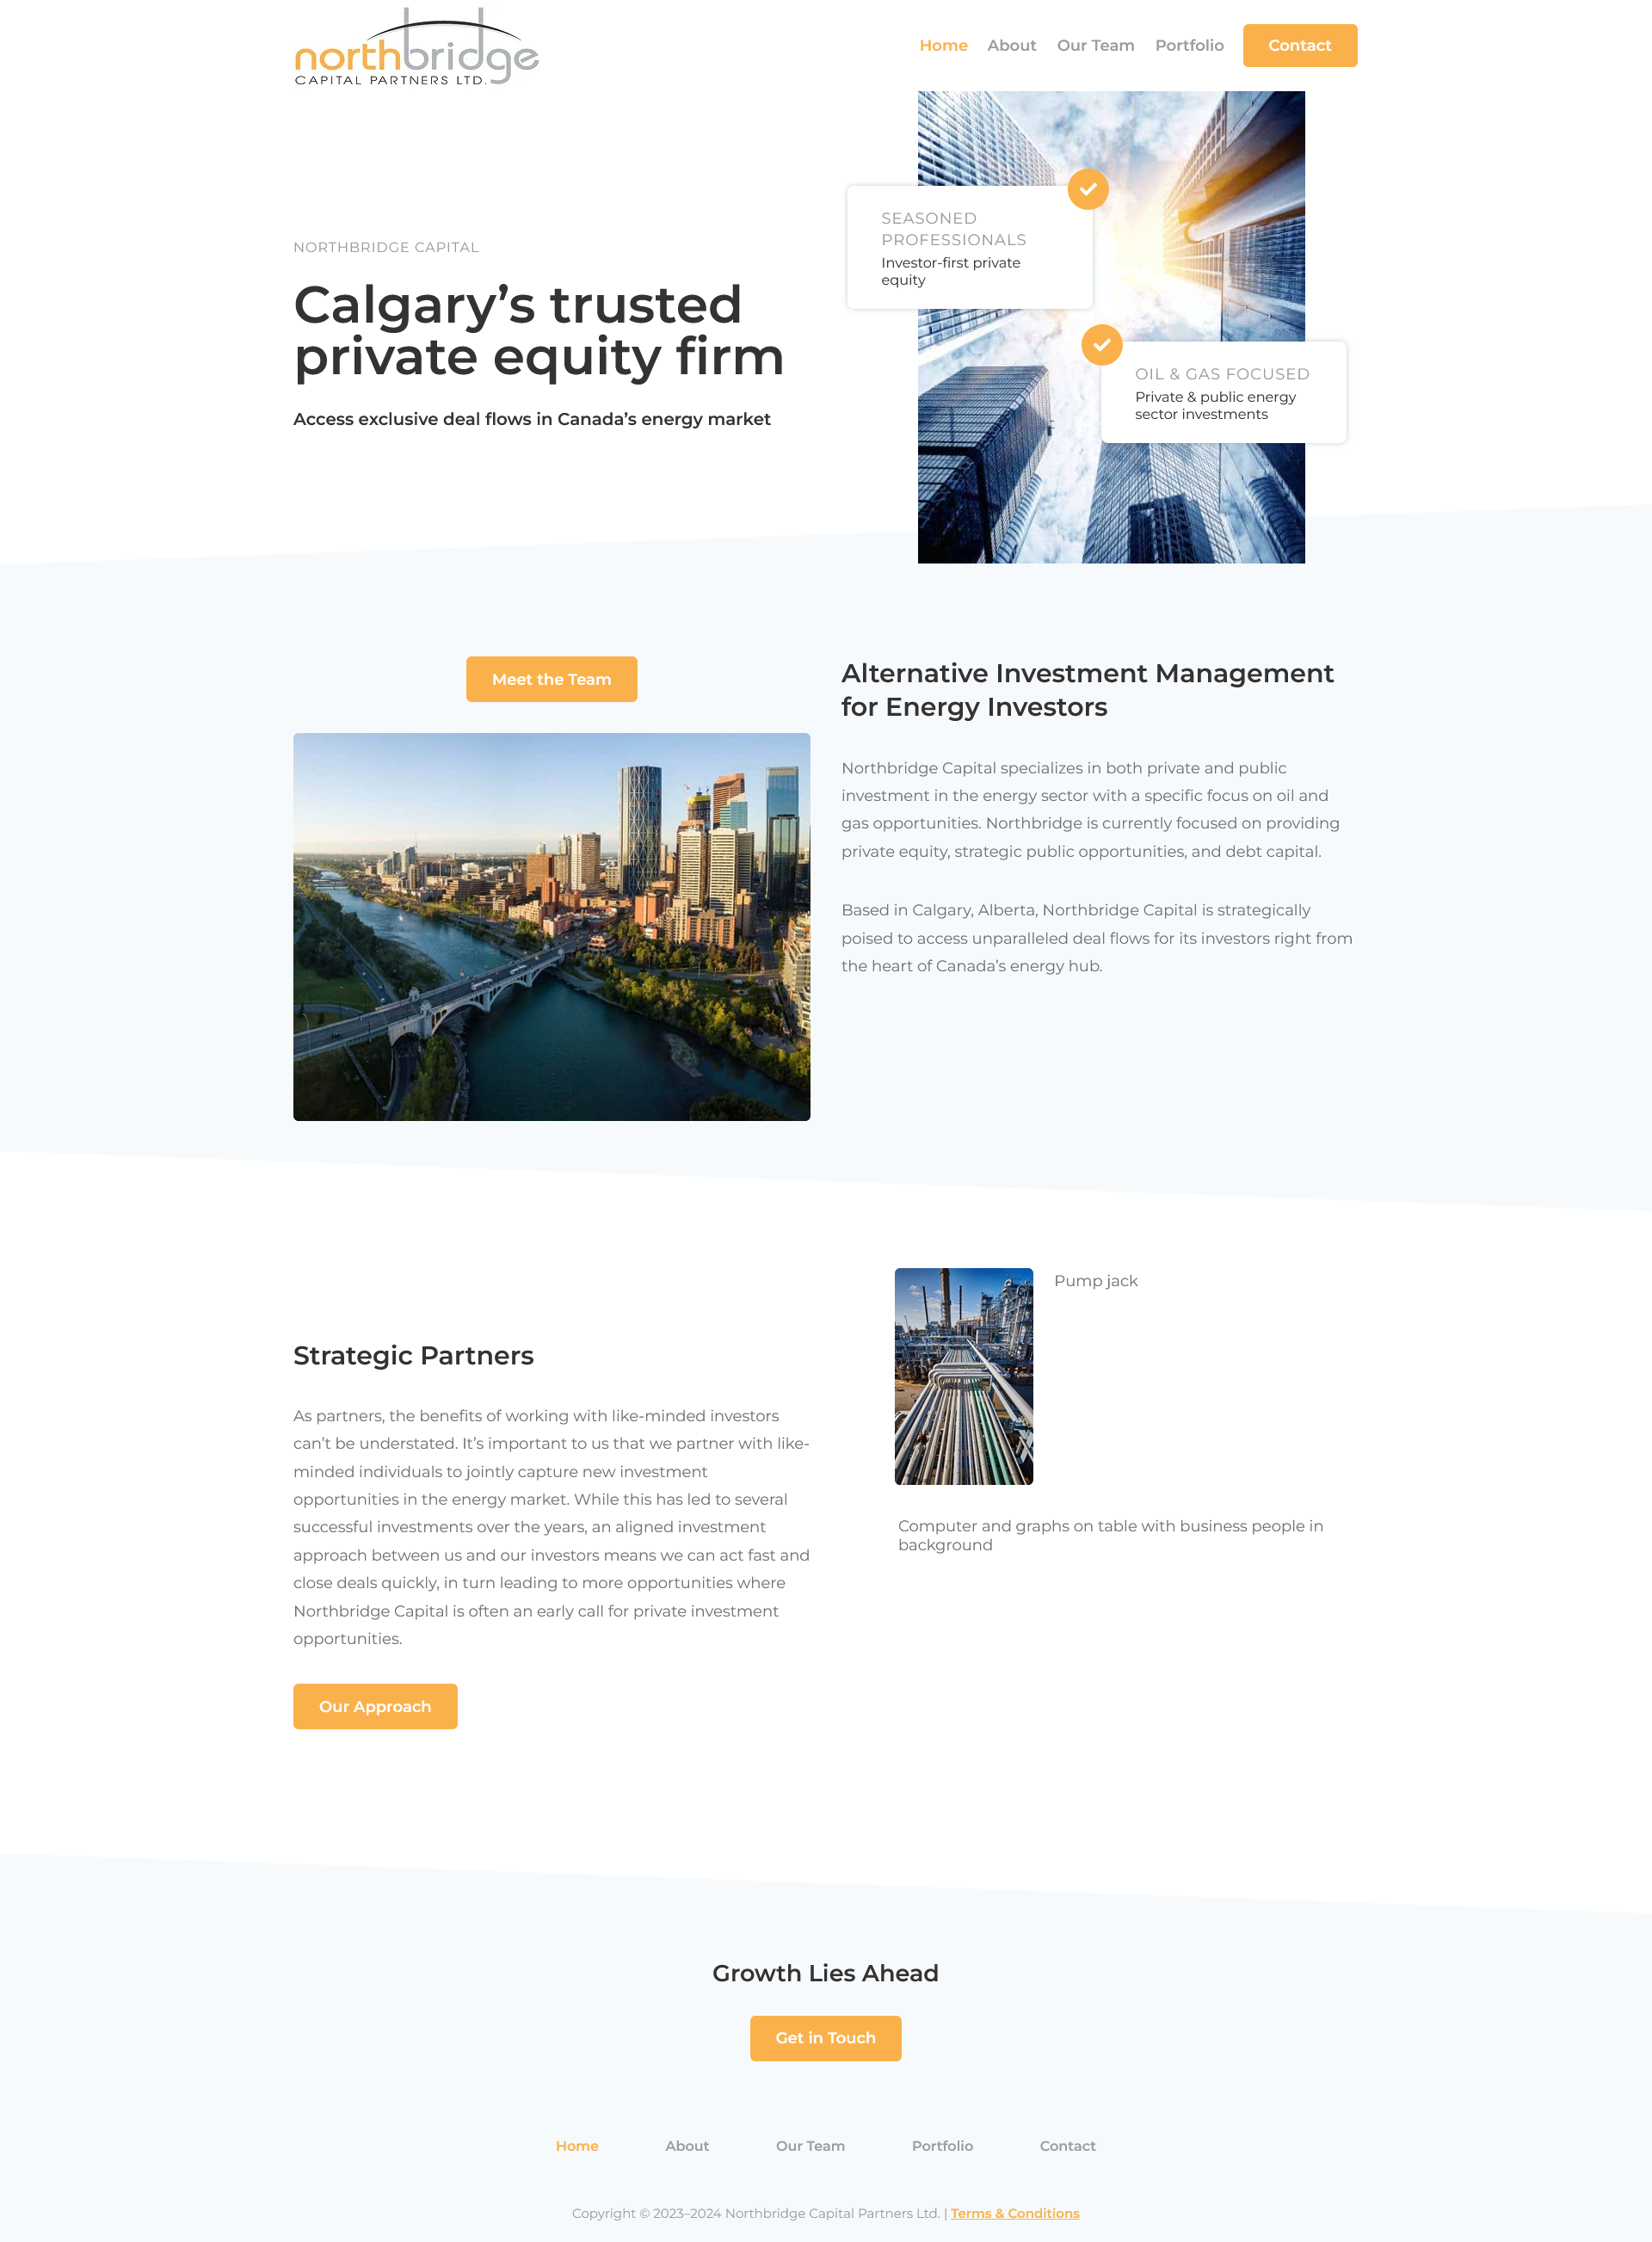 northbridge
CAPITAL PARTNERS LTD.
Home About Our Team Portfolio Contact
SEASONED
PROFESSIONALS
Investor-first private
equity
NORTHBRIDGE CAPITAL
Calgary’s trusted
private equity firm
Access exclusive deal flows in Canada’s energy market
OIL & GAS FOCUSED
Private & public energy
sector investments
Meet the Team
Alternative Investment Management
for Energy Investors
Northbridge Capital specializes in both private and public
investment in the energy sector with a specific focus on oil and
gas opportunities. Northbridge is currently focused on providing
private equity, strategic public opportunities, and debt capital.
Based in Calgary, Alberta, Northbridge Capital is strategically
poised to access unparalleled deal flows for its investors right from
the heart of Canada’s energy hub.
Strategic Partners
As partners, the benefits of working with like-minded investors
can’t be understated. It’s important to us that we partner with like-
minded individuals to jointly capture new investment
opportunities in the energy market. While this has led to several
successful investments over the years, an aligned investment
approach between us and our investors means we can act fast and
close deals quickly, in turn leading to more opportunities where
Northbridge Capital is often an early call for private investment
opportunities.
Our Approach
Pump jack
Computer and graphs on table with business people in
background
Growth Lies Ahead
Get in Touch
Home About Our Team Portfolio Contact
Copyright © 2023–2024 Northbridge Capital Partners Ltd. | Terms & Conditions